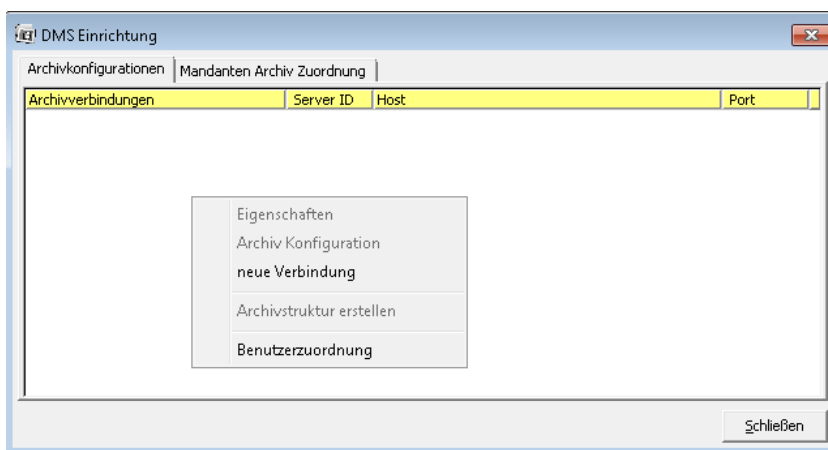 DMS Einrichtung
Archivkonfigurationen Mandanten Archiv Zuordnung
Archivverbindungen Server ID Host Port
Eigenschaften
Archiv Konfiguration
neue Verbindung
Archivstruktur erstellen
Benutzerzuordnung
Schließen